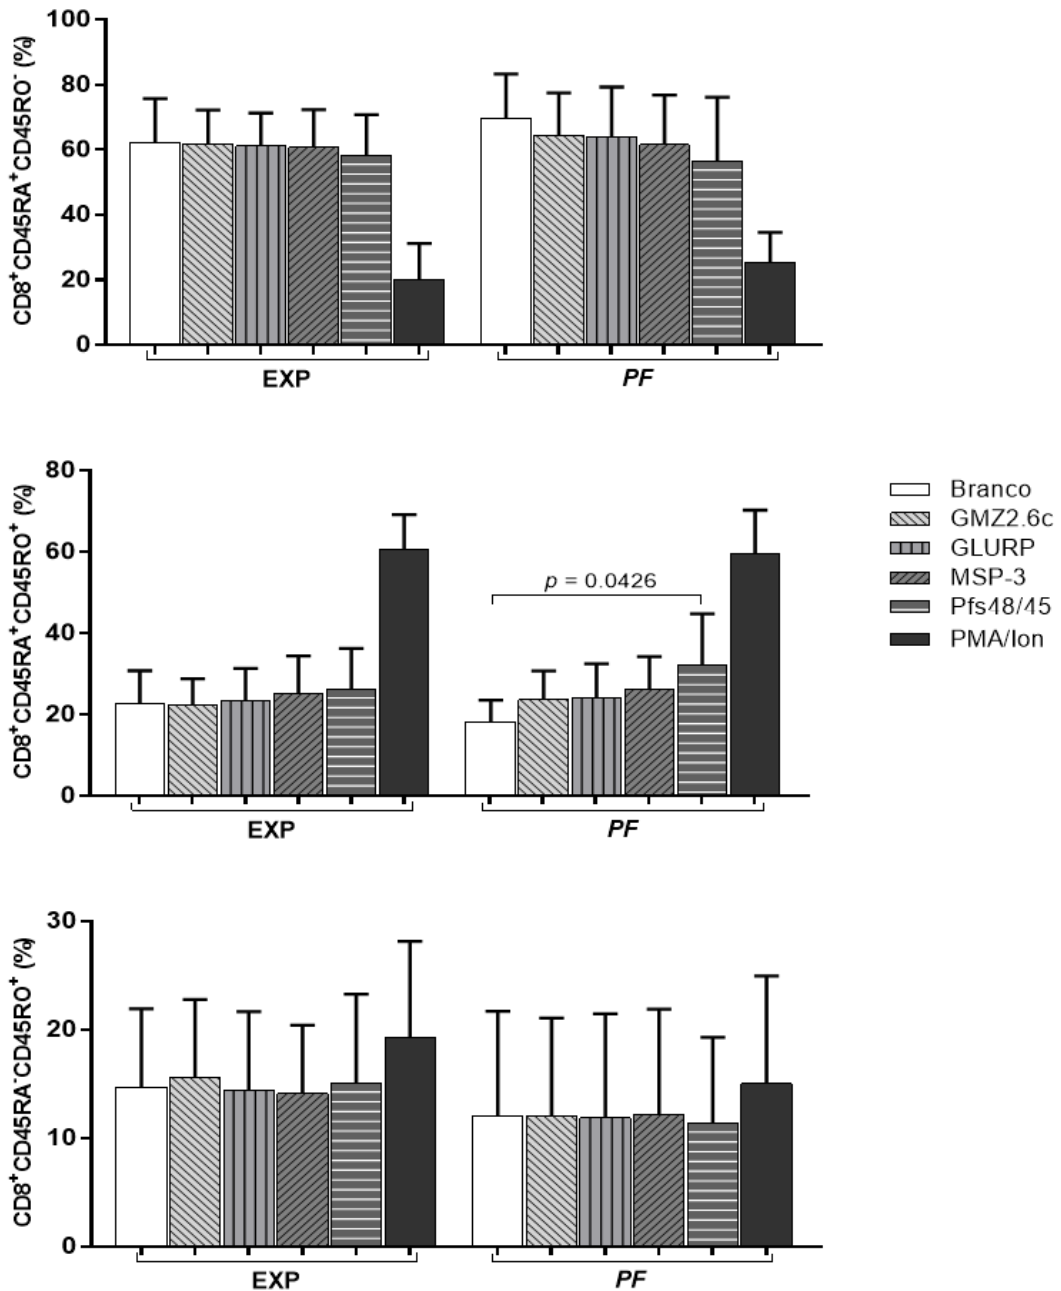 CD8⁺CD45RA⁺CD45RO⁻ (%)
100
80
60
40
20
0
EXP
PF
CD8⁺CD45RA⁺CD45RO⁺ (%)
80
60
40
20
0
p = 0.0426
EXP
PF
Branco
GMZ2.6c
GLURP
MSP-3
Pfs48/45
PMA/Ion
CD8⁺CD45RA⁻CD45RO⁺ (%)
30
20
10
0
EXP
PF